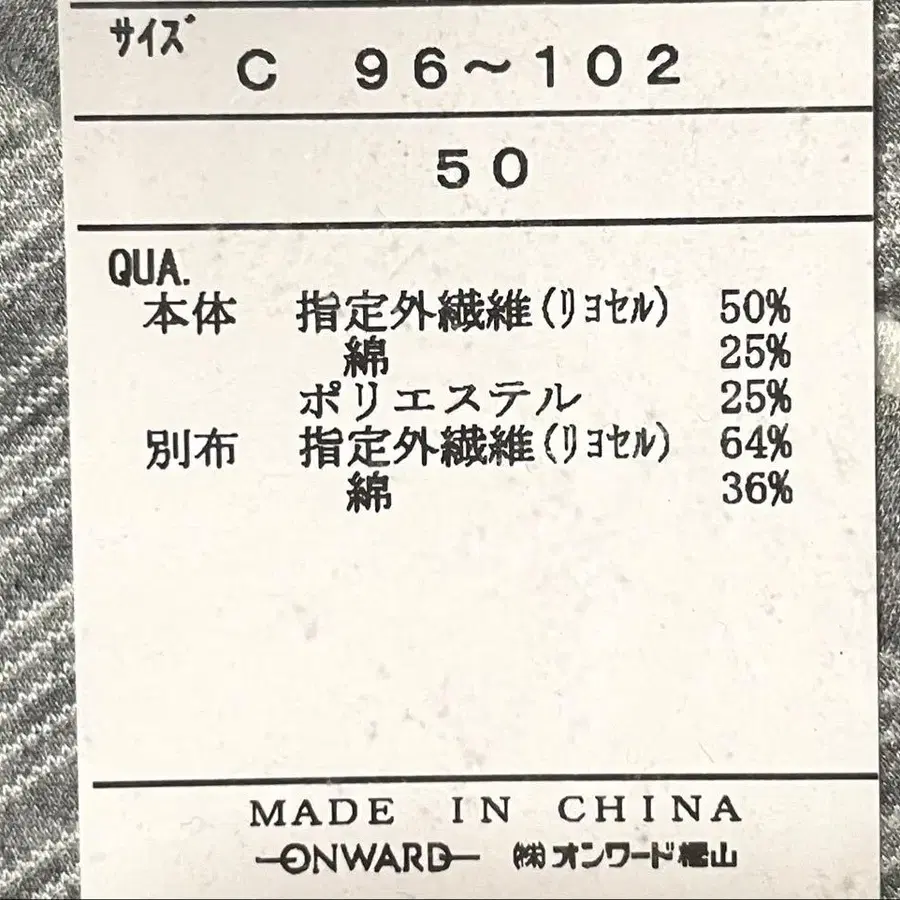 サイズ
C 96~102
50
QUA.
本体 指定外繊維(リヨセル) 50%
綿 25%
ポリエステル 25%
別布 指定外繊維(リヨセル) 64%
綿 36%
MADE IN CHINA
ONWARD ㈱オンワード樫山